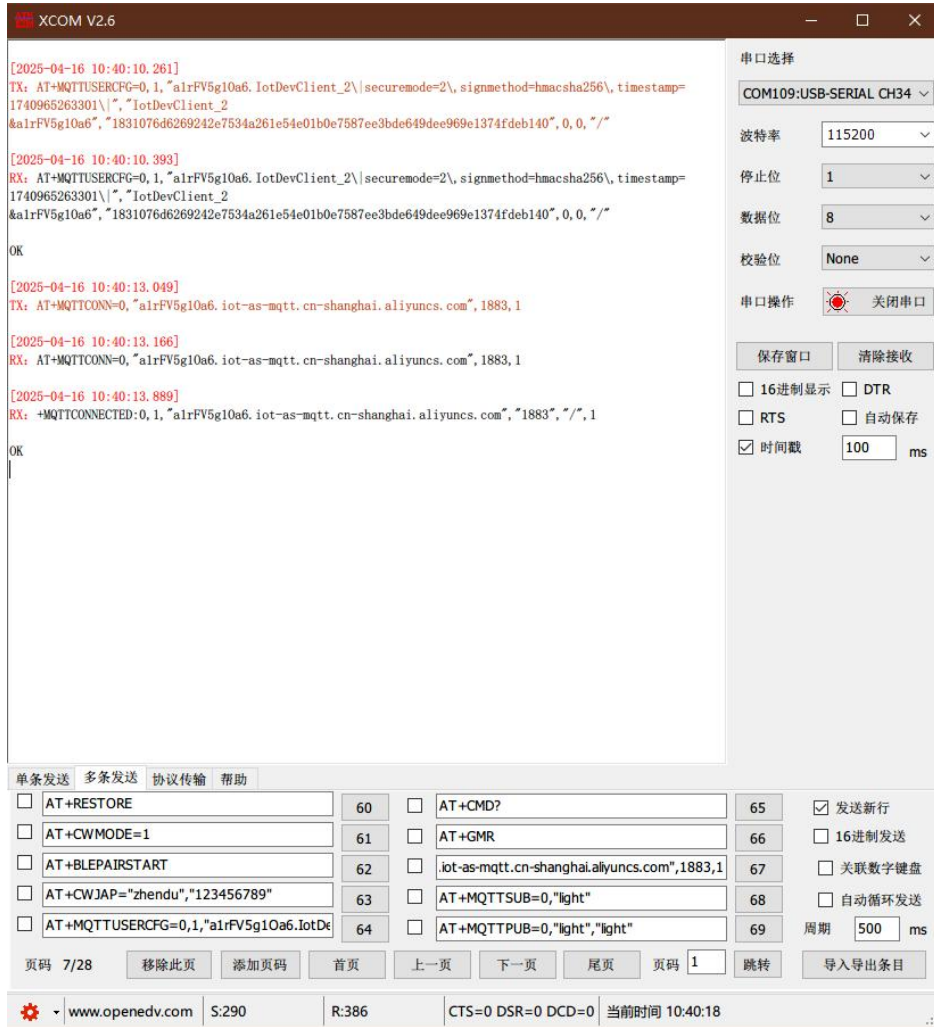 XCOM V2.6
[2025-04-16 10:40:10.261]
TX: AT+MQTTUSERCFG=0,1,"a1rFV5g1Oa6.IotDevClient_2\|securemode=2\,signmethod=hmacsha256\,timestamp=
1740965263301\|","IotDevClient_2
&a1rFV5g1Oa6","1831076d6269242e7534a261e54e01b0e7587ee3bde649dee969e1374fdeb140",0,0,"/"
[2025-04-16 10:40:10.393]
RX: AT+MQTTUSERCFG=0,1,"a1rFV5g1Oa6.IotDevClient_2\|securemode=2\,signmethod=hmacsha256\,timestamp=
1740965263301\|","IotDevClient_2
&a1rFV5g1Oa6","1831076d6269242e7534a261e54e01b0e7587ee3bde649dee969e1374fdeb140",0,0,"/"
OK
[2025-04-16 10:40:13.049]
TX: AT+MQTTCONN=0,"a1rFV5g1Oa6.iot-as-mqtt.cn-shanghai.aliyuncs.com",1883,1
[2025-04-16 10:40:13.166]
RX: AT+MQTTCONN=0,"a1rFV5g1Oa6.iot-as-mqtt.cn-shanghai.aliyuncs.com",1883,1
[2025-04-16 10:40:13.889]
RX: +MQTTCONNECTED:0,1,"a1rFV5g1Oa6.iot-as-mqtt.cn-shanghai.aliyuncs.com","1883","/",1
OK
串口选择
COM109:USB-SERIAL CH34
波特率 115200
停止位 1
数据位 8
校验位 None
串口操作 关闭串口
保存窗口 清除接收
16进制显示 DTR
RTS 自动保存
时间戳 100 ms
单条发送 多条发送 协议传输 帮助
AT+RESTORE 60 AT+CMD? 65 发送新行
AT+CWMODE=1 61 AT+GMR 66 16进制发送
AT+BLEPAIRSTART 62 .iot-as-mqtt.cn-shanghai.aliyuncs.com",1883,1 67 关联数字键盘
AT+CWJAP="zhendu","123456789" 63 AT+MQTTSUB=0,"light" 68 自动循环发送
AT+MQTTUSERCFG=0,1,"a1rFV5g1Oa6.IotDe 64 AT+MQTTPUB=0,"light","light" 69 周期 500 ms
页码 7/28 移除此页 添加页码 首页 上一页 下一页 尾页 页码 1 跳转 导入导出条目
www.openedv.com S:290 R:386 CTS=0 DSR=0 DCD=0 当前时间 10:40:18